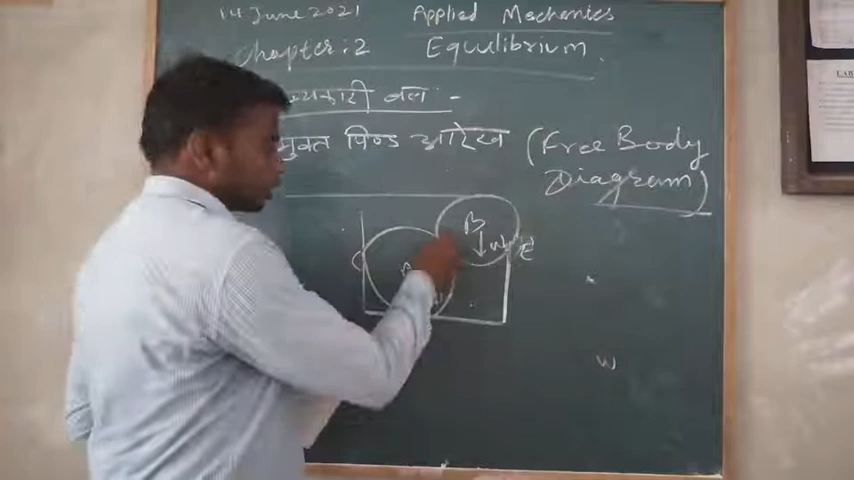 14 June 2021 Applied Mechanics
Chapter: 2 Equilibrium
बल -
मुक्त पिण्ड आरेख (Free Body
Diagram)
B
W
C
E
W